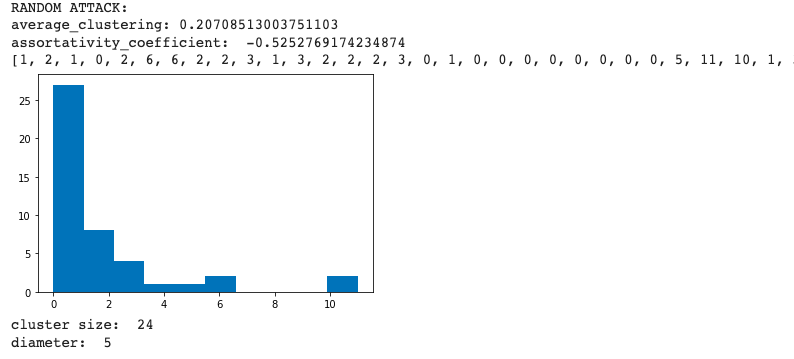 RANDOM ATTACK:
average_clustering: 0.20708513003751103
assortativity_coefficient:  -0.5252769174234874
[1, 2, 1, 0, 2, 6, 6, 2, 2, 3, 1, 3, 2, 2, 2, 3, 0, 1, 0, 0, 0, 0, 0, 0, 0, 0, 5, 11, 10, 1, .
25
20
15
10
5
0
0 2 4 6 8 10
cluster size:  24
diameter:  5